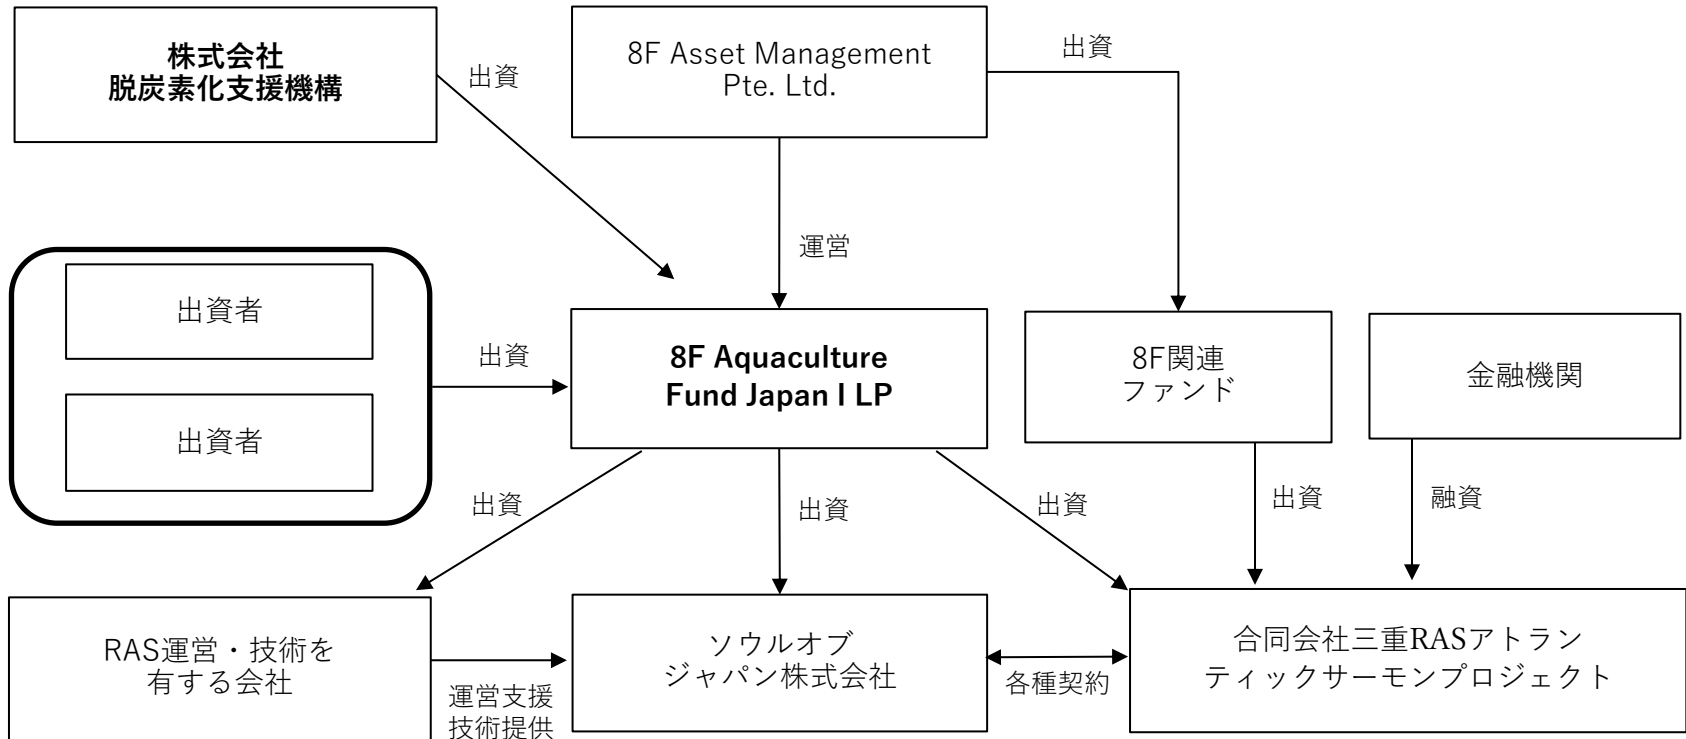 株式会社
脱炭素化支援機構
出資
8F Asset Management
Pte. Ltd.
出資
運営
出資者
出資者
出資
8F Aquaculture
Fund Japan I LP
8F関連
ファンド
金融機関
出資
出資
出資
出資
融資
RAS運営・技術を
有する会社
運営支援
技術提供
ソウルオブ
ジャパン株式会社
各種契約
合同会社三重RASアトラン
ティックサーモンプロジェクト